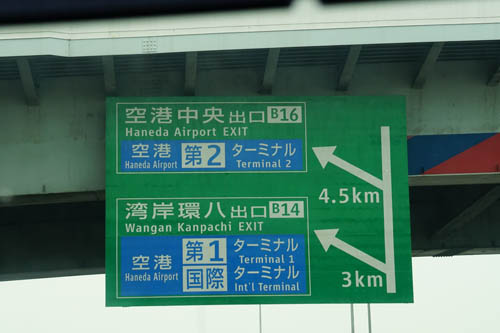 空港中央 出口 B16
Haneda Airport EXIT
空港 第2 ターミナル
Haneda Airport Terminal 2
4.5km
湾岸環八 出口 B14
Wangan Kanpachi EXIT
第1 ターミナル
Terminal 1
空港
Haneda Airport
国際 ターミナル
Int'l Terminal
3km